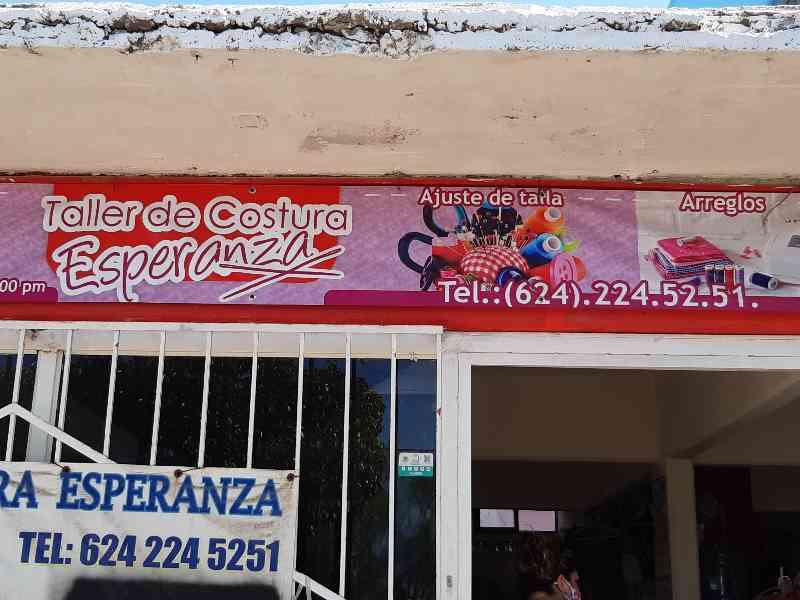 Taller de Costura
Esperanza
00 pm
Ajuste de talla
Arreglos
Tel.:(624).224.52.51.
RA ESPERANZA
TEL: 624 224 5251